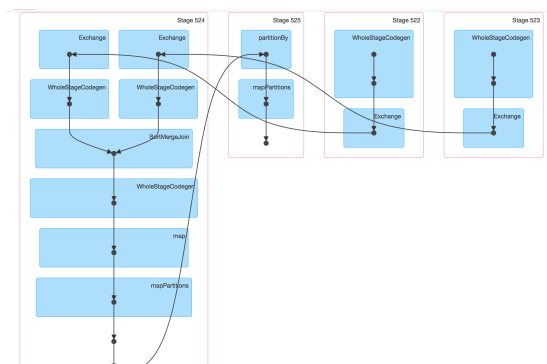 Stage 524
Exchange
Exchange
WholeStageCodegen
WholeStageCodegen
SortMergeJoin
WholeStageCodegen
map
mapPartitions
Stage 525
partitionBy
mapPartitions
Stage 522
WholeStageCodegen
Exchange
Stage 523
WholeStageCodegen
Exchange